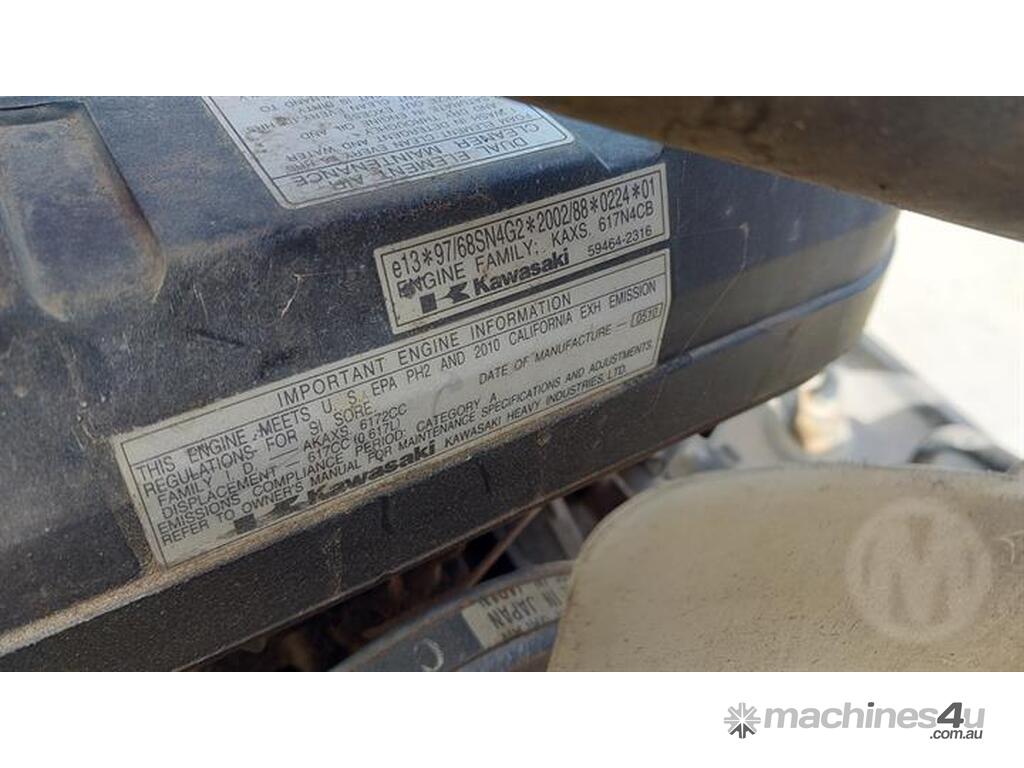 DUAL ELEMENT AIR
CLEANER MAINTENANCE
e13*97/68SN4G2*2002/88*0224*01
ENGINE FAMILY: KAXS. 617N4CB
Kawasaki 59464-2316
IMPORTANT ENGINE INFORMATION
THIS ENGINE MEETS U. S. EPA PH2 AND 2010 CALIFORNIA EXH EMISSION
REGULATIONS FOR SI SORE. DATE OF MANUFACTURE — 0510
FAMILY I D — AKAXS. 6172CC
DISPLACEMENT — 617CC (0.617L)
EMISSIONS COMPLIANCE PERIOD: CATEGORY A
REFER TO OWNER'S MANUAL FOR MAINTENANCE SPECIFICATIONS AND ADJUSTMENTS.
Kawasaki KAWASAKI HEAVY INDUSTRIES, LTD.
IN JAPAN
M
machines4u
.com.au